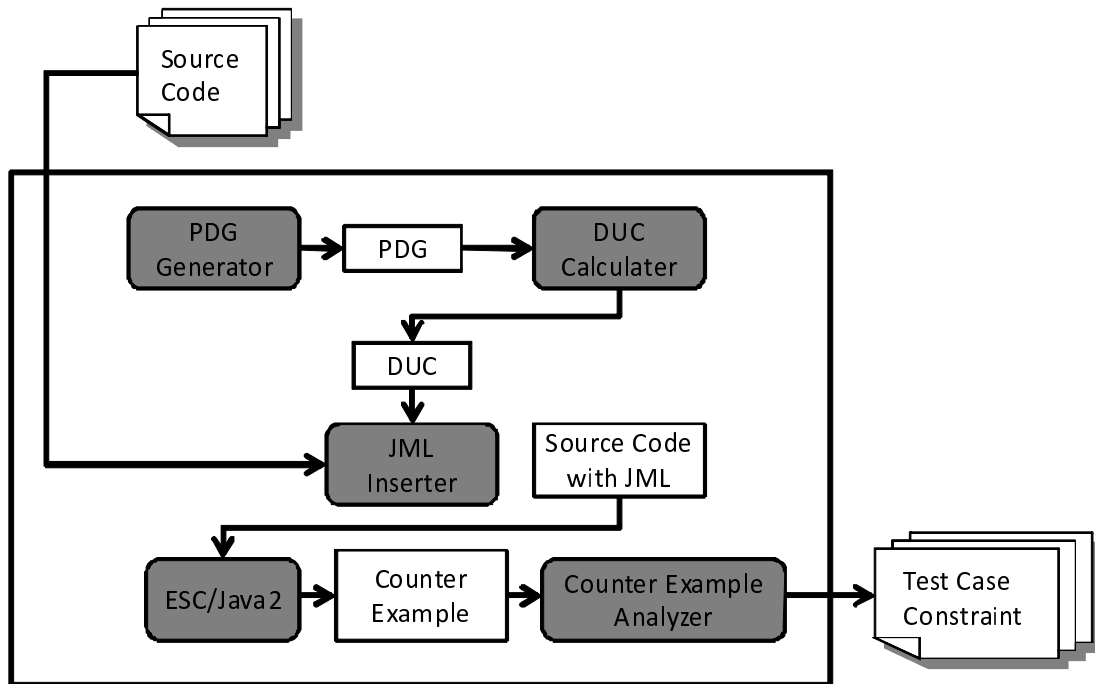 Source
Code
PDG
Generator
PDG
DUC
Calculater
DUC
JML
Inserter
Source Code
with JML
ESC/Java2
Counter
Example
Counter Example
Analyzer
Test Case
Constraint